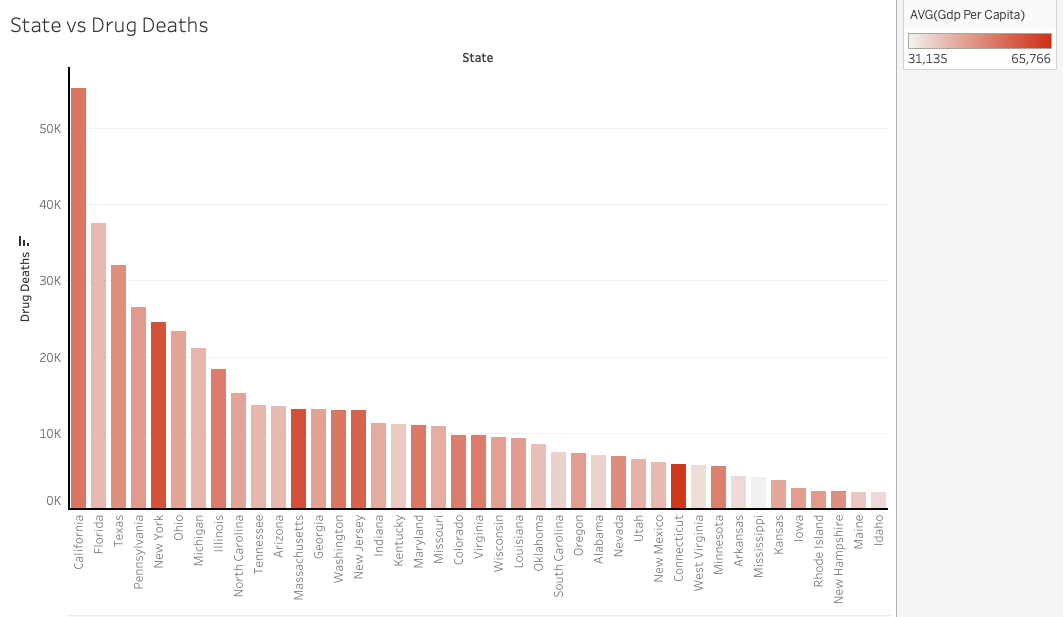 State vs Drug Deaths
State
Drug Deaths
50K
40K
30K
20K
10K
0K
California
Florida
Texas
Pennsylvania
New York
Ohio
Michigan
Illinois
North Carolina
Tennessee
Arizona
Massachusetts
Georgia
Washington
New Jersey
Indiana
Kentucky
Maryland
Missouri
Colorado
Virginia
Wisconsin
Louisiana
Oklahoma
South Carolina
Oregon
Alabama
Nevada
Utah
New Mexico
Connecticut
West Virginia
Minnesota
Arkansas
Mississippi
Kansas
Iowa
Rhode Island
New Hampshire
Maine
Idaho
AVG(Gdp Per Capita)
31,135 65,766